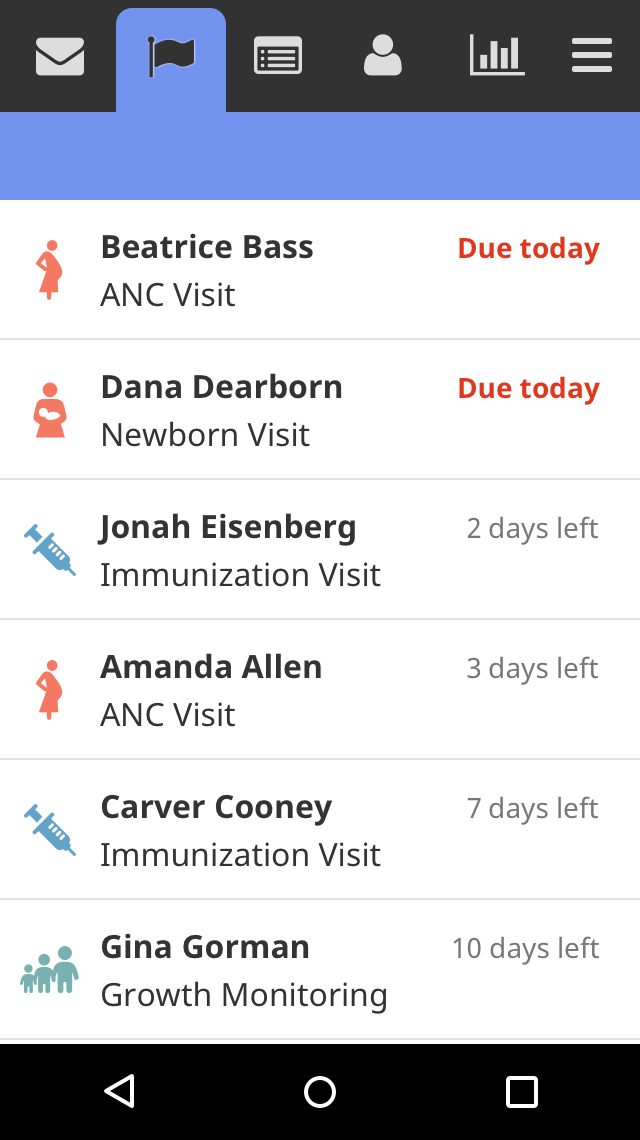 Beatrice Bass
Due today
ANC Visit
Dana Dearborn
Due today
Newborn Visit
Jonah Eisenberg
2 days left
Immunization Visit
Amanda Allen
3 days left
ANC Visit
Carver Cooney
7 days left
Immunization Visit
Gina Gorman
10 days left
Growth Monitoring